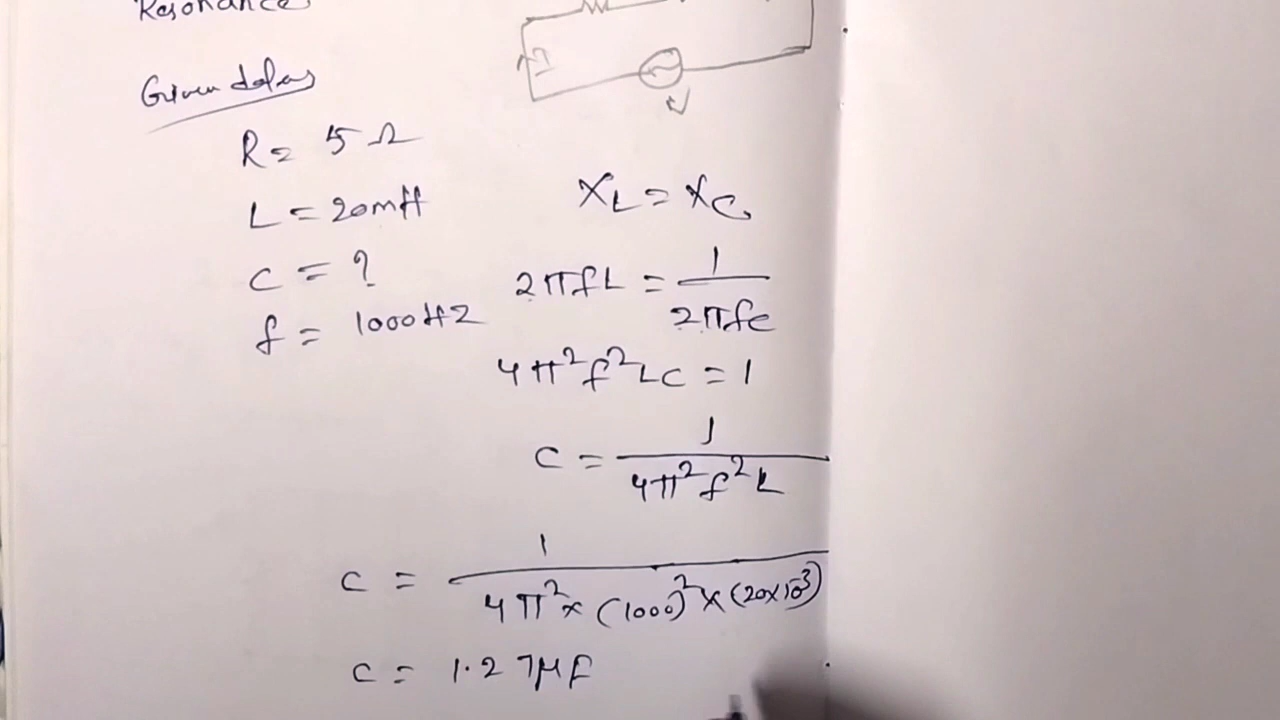 Resonance
Given data
R = 15 Ω
L = 20mH
C = ?
f = 1000HZ
V
XL = XC
2πfL = 1/2πfc
4π²f²LC = 1
C = 1/4π²f²L
C = 1/4π² × (1000)² × (20×10⁻³)
C = 1.27μF